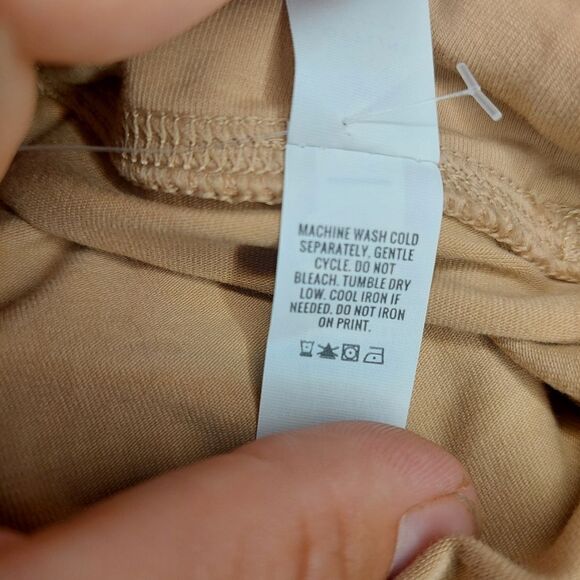 MACHINE WASH COLD
SEPARATELY, GENTLE
CYCLE. DO NOT
BLEACH. TUMBLE DRY
LOW. COOL IRON IF
NEEDED. DO NOT IRON
ON PRINT.